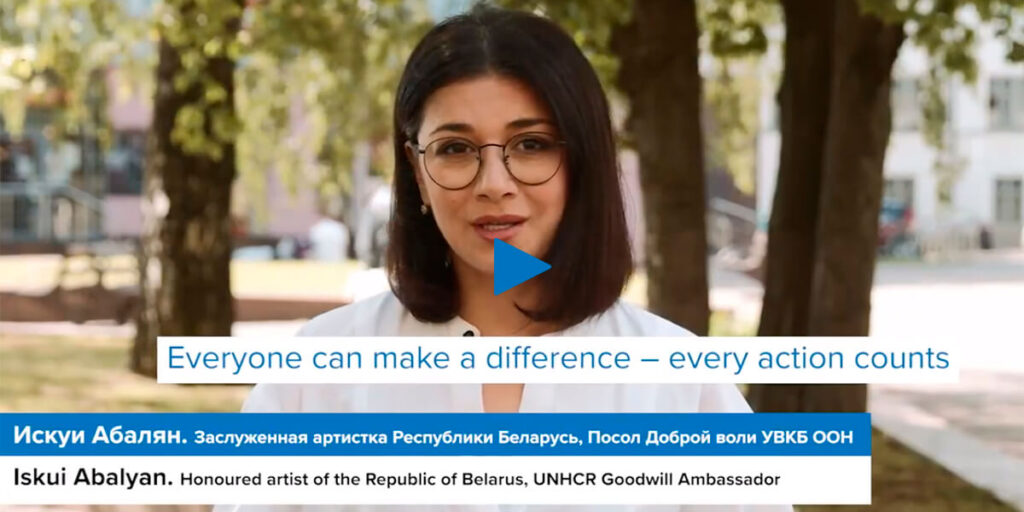 Everyone can make a difference – every action counts
Искуи Абалян. Заслуженная артистка Республики Беларусь, Посол Доброй воли УВКБ ООН
Iskui Abalyan. Honoured artist of the Republic of Belarus, UNHCR Goodwill Ambassador